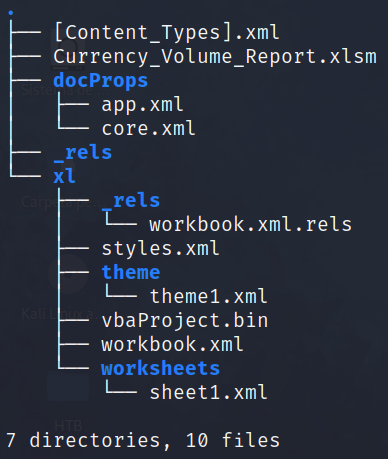 .
├── [Content_Types].xml
├── Currency_Volume_Report.xlsm
├── docProps
│   ├── app.xml
│   └── core.xml
├── _rels
└── xl
    ├── _rels
    │   └── workbook.xml.rels
    ├── styles.xml
    ├── theme
    │   └── theme1.xml
    ├── vbaProject.bin
    ├── workbook.xml
    └── worksheets
        └── sheet1.xml
HTB
7 directories, 10 files